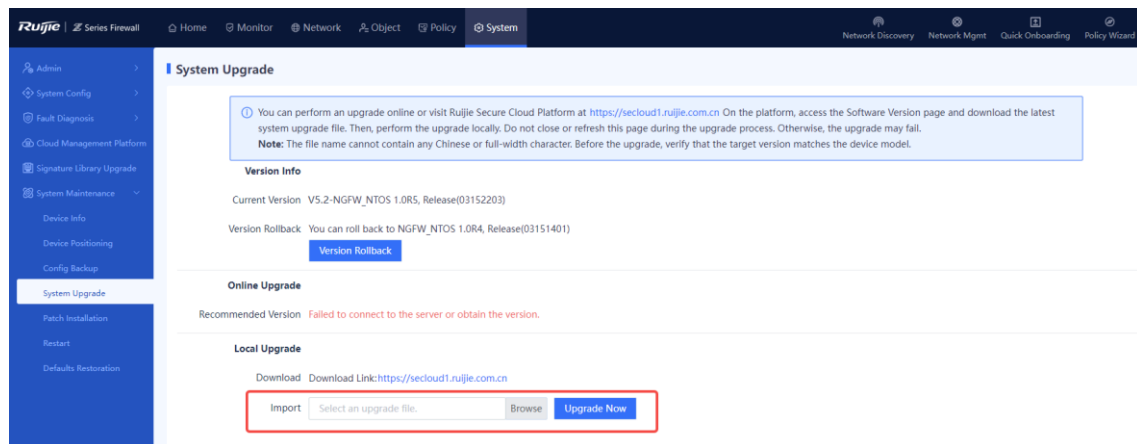 Ruijie | Z Series Firewall Home Monitor Network Object Policy System Network Discovery Network Mgmt Quick Onboarding Policy Wizard
Admin
System Config
Fault Diagnosis
Cloud Management Platform
Signature Library Upgrade
System Maintenance
Device Info
Device Positioning
Config Backup
System Upgrade
Patch Installation
Restart
Defaults Restoration
System Upgrade
You can perform an upgrade online or visit Ruijie Secure Cloud Platform at https://secloud1.ruijie.com.cn On the platform, access the Software Version page and download the latest
system upgrade file. Then, perform the upgrade locally. Do not close or refresh this page during the upgrade process. Otherwise, the upgrade may fail.
Note: The file name cannot contain any Chinese or full-width character. Before the upgrade, verify that the target version matches the device model.
Version Info
Current Version V5.2-NGFW_NTOS 1.0R5, Release(03152203)
Version Rollback You can roll back to NGFW_NTOS 1.0R4, Release(03151401)
Version Rollback
Online Upgrade
Recommended Version Failed to connect to the server or obtain the version.
Local Upgrade
Download Download Link:https://secloud1.ruijie.com.cn
Import Select an upgrade file. Browse Upgrade Now